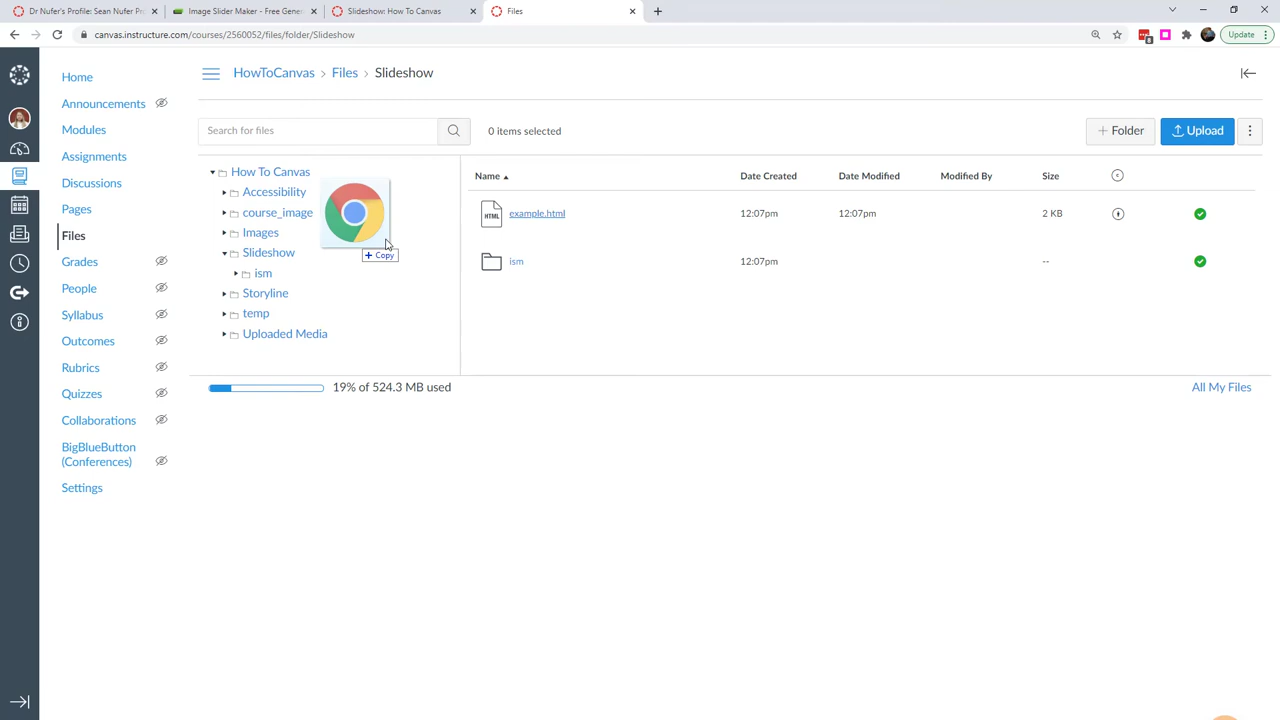 Dr Nufer's Profile: Sean Nufer Pr
Image Slider Maker - Free Gener
Slideshow: How To Canvas
Files
canvas.instructure.com/courses/2560052/files/folder/Slideshow
Update
Home
Announcements
Modules
Assignments
Discussions
Pages
Files
Grades
People
Syllabus
Outcomes
Rubrics
Quizzes
Collaborations
BigBlueButton
(Conferences)
Settings
HowToCanvas > Files > Slideshow
Search for files
0 items selected
+ Folder
Upload
How To Canvas
Accessibility
course_image
Images
Slideshow
ism
Storyline
temp
Uploaded Media
+ Copy
Name Date Created Date Modified Modified By Size
HTML example.html 12:07pm 12:07pm 2 KB
ism 12:07pm --
19% of 524.3 MB used
All My Files